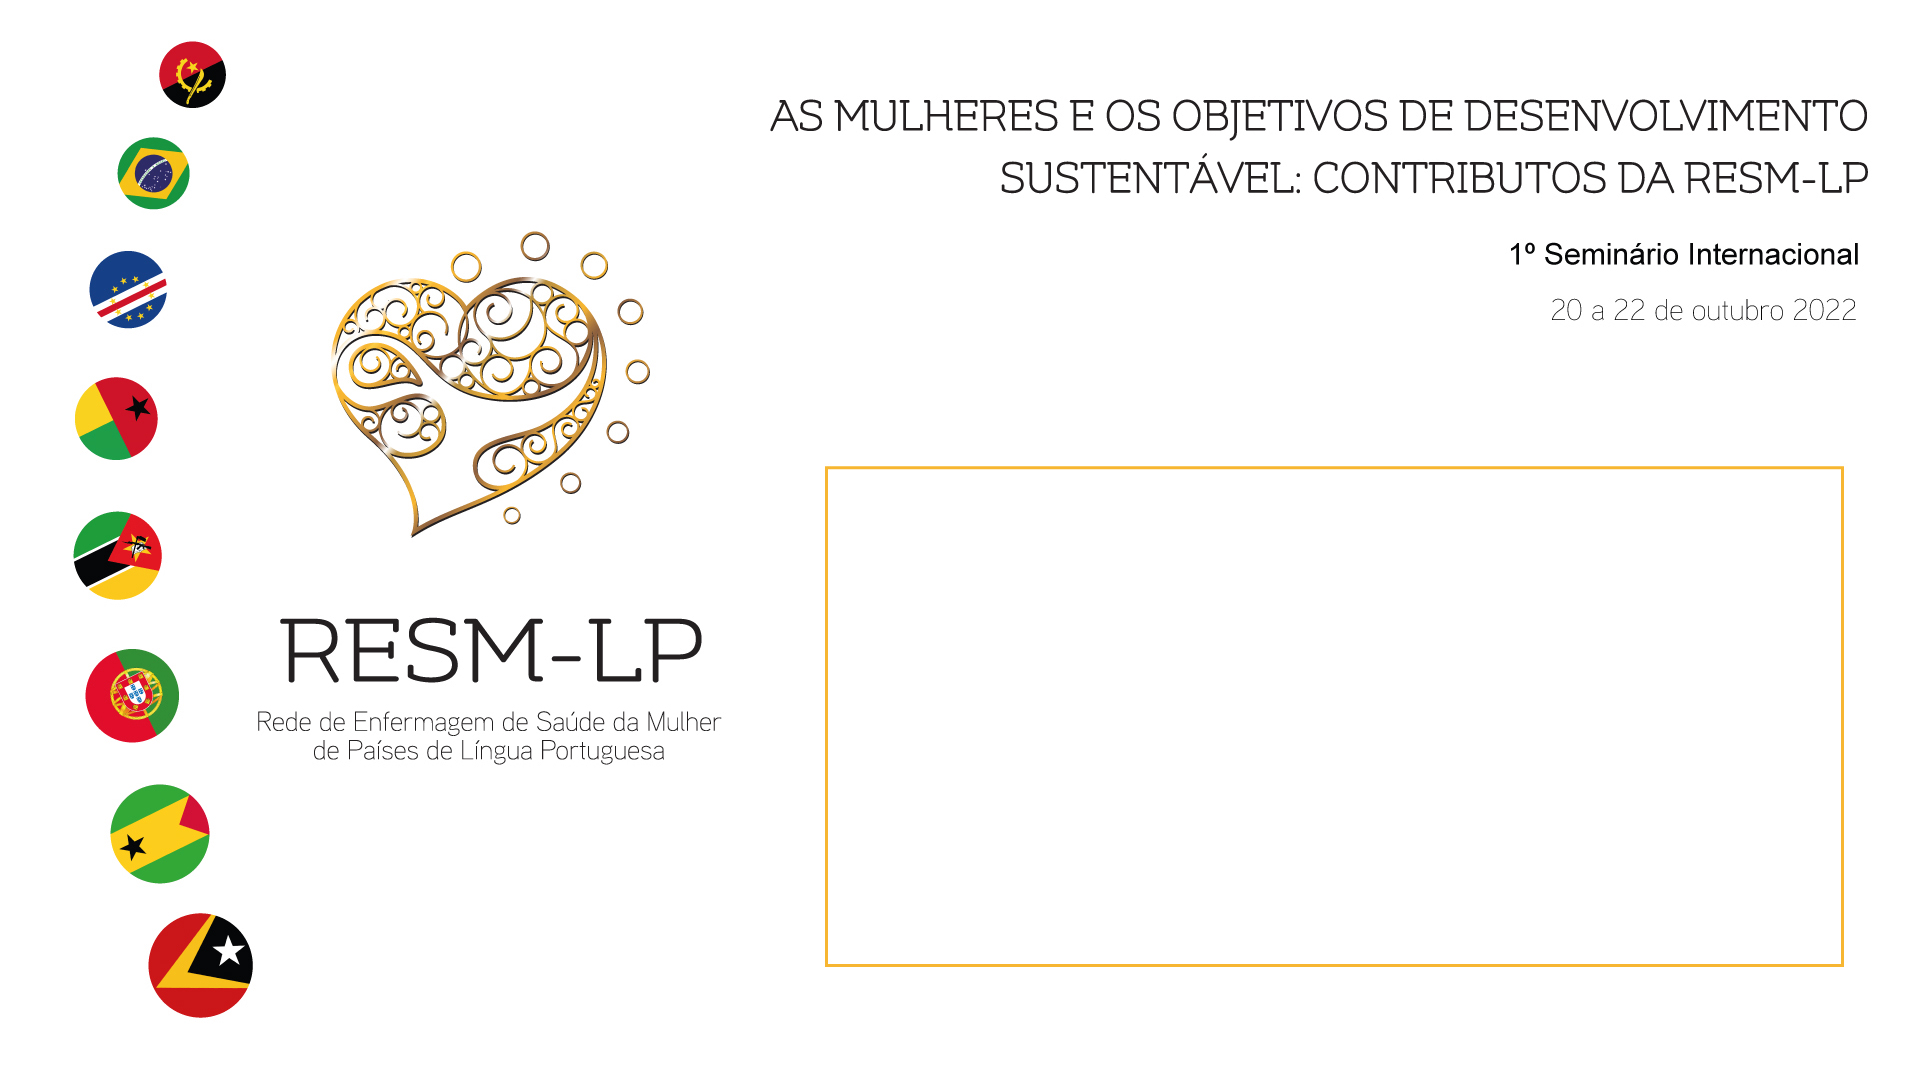 AS MULHERES E OS OBJETIVOS DE DESENVOLVIMENTO
SUSTENTÁVEL: CONTRIBUTOS DA RESM-LP
1º Seminário Internacional
20 a 22 de outubro 2022
RESM-LP
Rede de Enfermagem de Saúde da Mulher
de Países de Língua Portuguesa